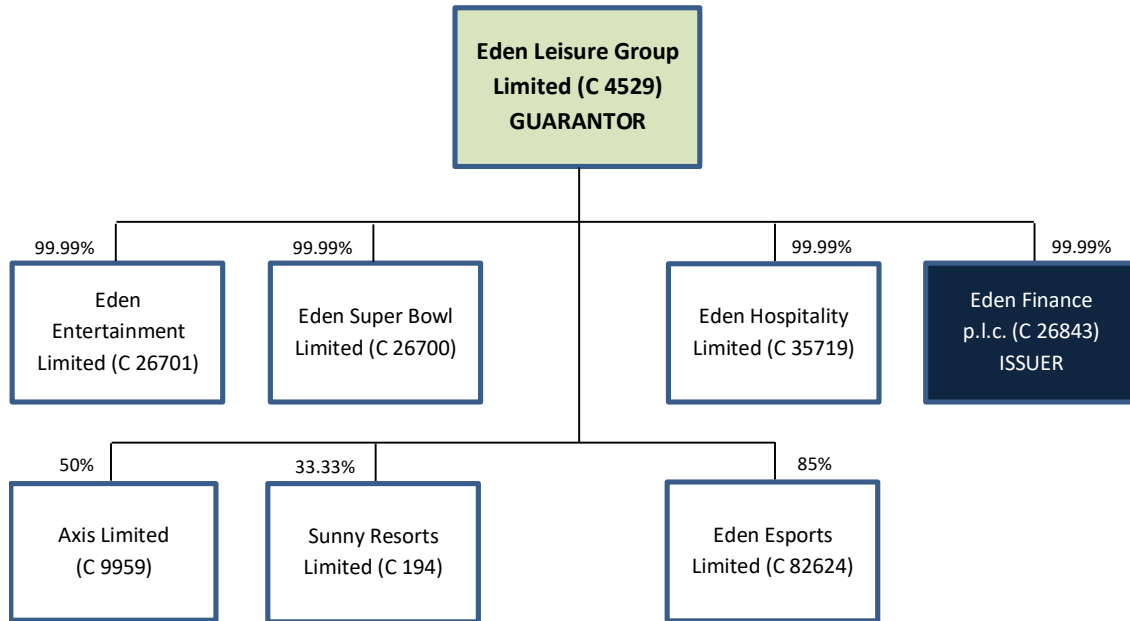 Eden Leisure Group
Limited (C 4529)
GUARANTOR
99.99%
99.99%
99.99%
99.99%
Eden
Entertainment
Limited (C 26701)
Eden Super Bowl
Limited (C 26700)
Eden Hospitality
Limited (C 35719)
Eden Finance
p.l.c. (C 26843)
ISSUER
50%
33.33%
85%
Axis Limited
(C 9959)
Sunny Resorts
Limited (C 194)
Eden Esports
Limited (C 82624)